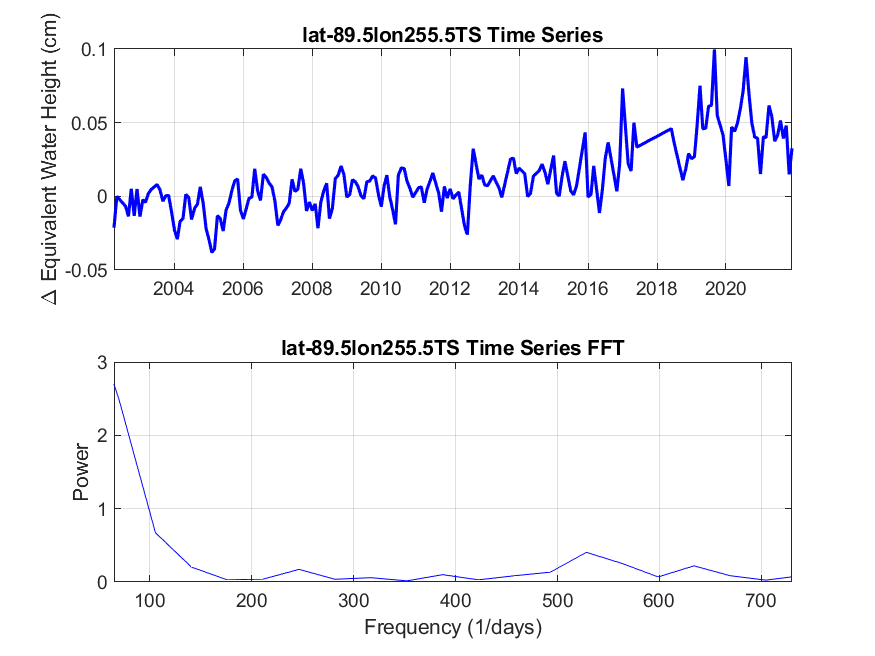 lat-89.5lon255.5TS Time Series
Δ Equivalent Water Height (cm)
0.1
0.05
0
-0.05
2004 2006 2008 2010 2012 2014 2016 2018 2020
lat-89.5lon255.5TS Time Series FFT
Power
3
2
1
0
100 200 300 400 500 600 700
Frequency (1/days)